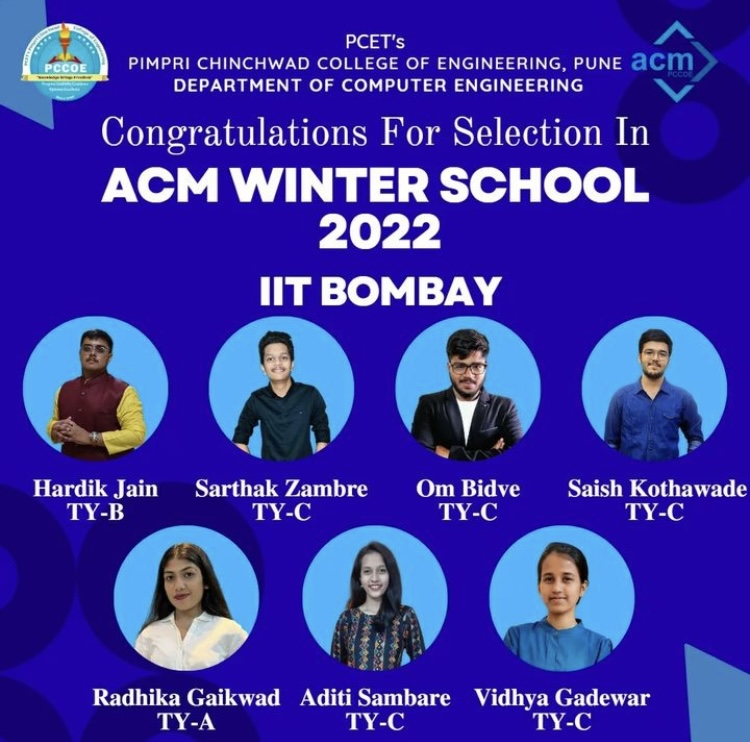 PCCOE
PCET's
PIMPRI CHINCHWAD COLLEGE OF ENGINEERING, PUNE
DEPARTMENT OF COMPUTER ENGINEERING
acm
PCCOE
Congratulations For Selection In
ACM WINTER SCHOOL
2022
IIT BOMBAY
Hardik Jain
TY-B
Sarthak Zambre
TY-C
Om Bidve
TY-C
Saish Kothawade
TY-C
Radhika Gaikwad
TY-A
Aditi Sambare
TY-C
Vidhya Gadewar
TY-C